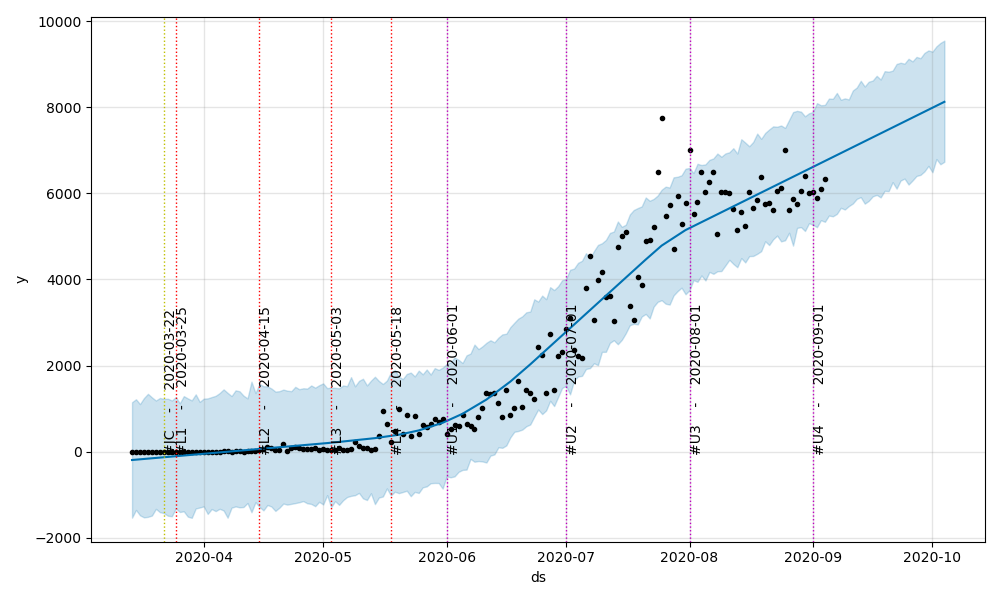 10000
8000
6000
4000
2000
0
−2000
y
#JC - 2020-03-22
#L1 - 2020-03-25
#L2 - 2020-04-15
#L3 - 2020-05-03
#L4 - 2020-05-18
#U1 - 2020-06-01
#U2 - 2020-07-01
#U3 - 2020-08-01
#U4 - 2020-09-01
2020-04 2020-05 2020-06 2020-07 2020-08 2020-09 2020-10
ds